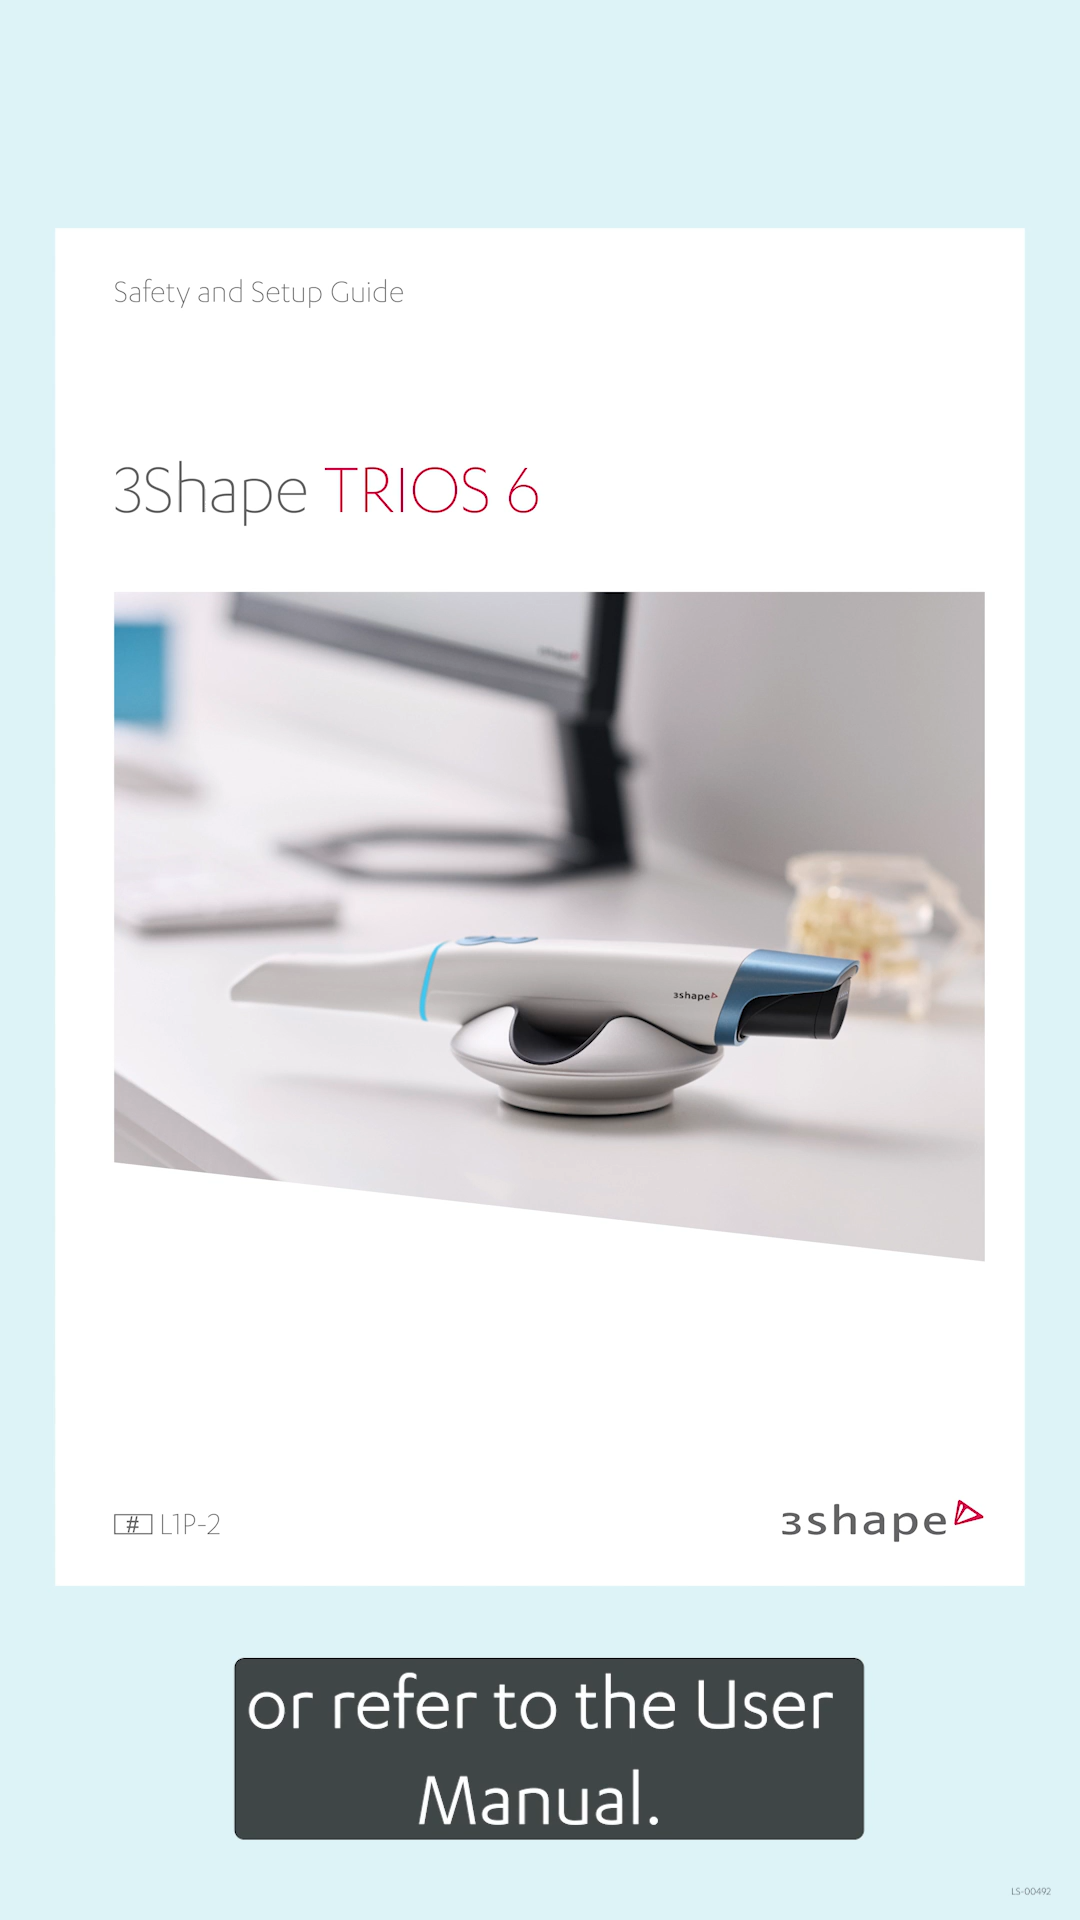 Safety and Setup Guide
3Shape TRIOS 6
3shape
# L1P-2
3shape
or refer to the User
Manual.
LS-00492